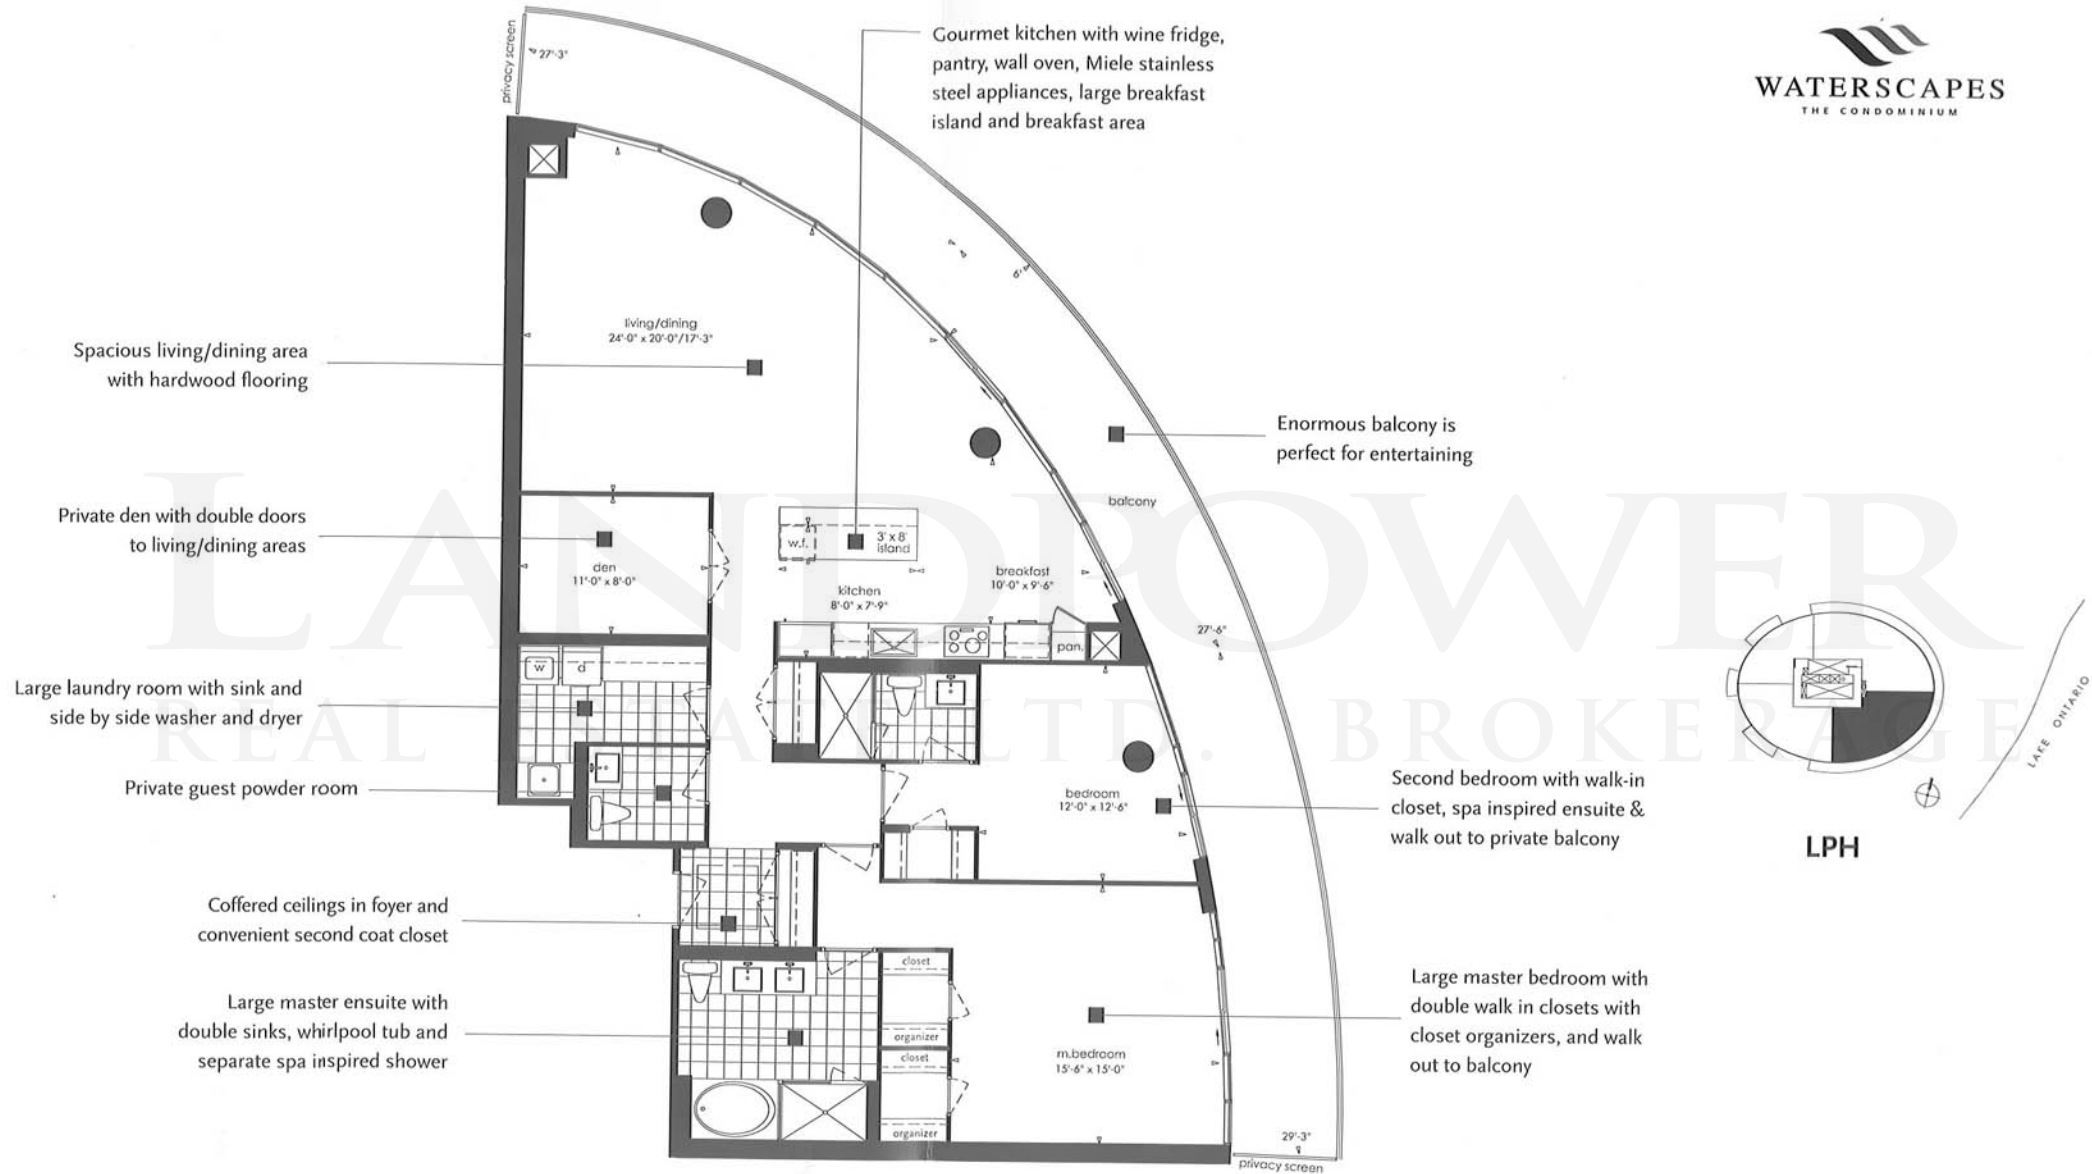 privacy screen
27'-3"
Gourmet kitchen with wine fridge,
pantry, wall oven, Miele stainless
steel appliances, large breakfast
island and breakfast area
WATERSCAPES
THE CONDOMINIUM
6'
living/dining
24'-0" x 20'-0"/17'-3"
Spacious living/dining area
with hardwood flooring
Enormous balcony is
perfect for entertaining
balcony
Private den with double doors
to living/dining areas
den
11'-0" x 8'-0"
w.f.
3' x 8'
island
kitchen
8'-0" x 7'-9"
breakfast
10'-0" x 9'-6"
pan.
27'-6"
LANDPOWER
REAL ESTATE LTD. BROKERAGE
w
d
Large laundry room with sink and
side by side washer and dryer
Private guest powder room
bedroom
12'-0" x 12'-6"
Second bedroom with walk-in
closet, spa inspired ensuite &
walk out to private balcony
LAKE ONTARIO
LPH
Coffered ceilings in foyer and
convenient second coat closet
Large master ensuite with
double sinks, whirlpool tub and
separate spa inspired shower
closet
organizer
closet
organizer
m.bedroom
15'-6" x 15'-0"
Large master bedroom with
double walk in closets with
closet organizers, and walk
out to balcony
29'-3"
privacy screen